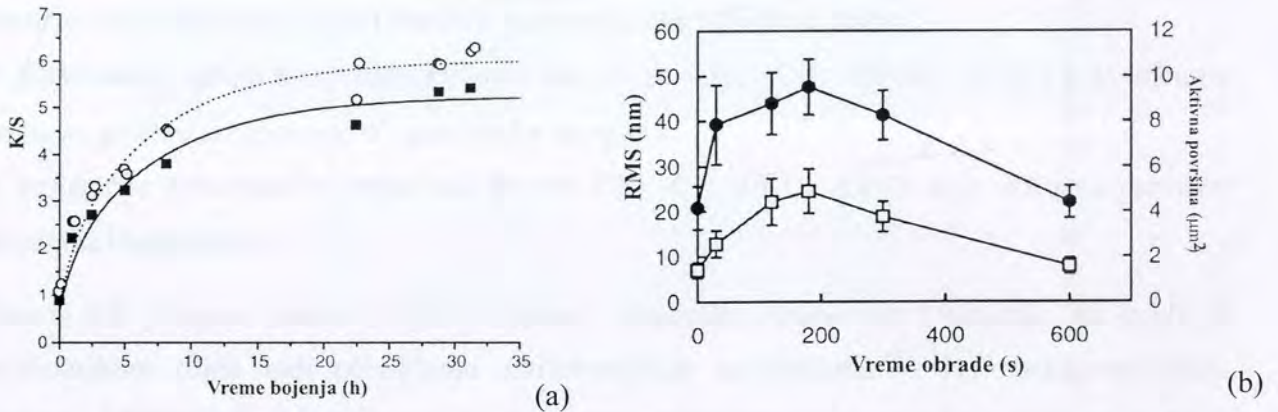 K/S
7
6
5
4
3
2
1
0
0 5 10 15 20 25 30 35
Vreme bojenja (h)
(a)
RMS (nm)
60
50
40
30
20
10
0
0 200 400 600
Vreme obrade (s)
12
10
8
6
4
2
0
Aktivna površina (μm²)
(b)